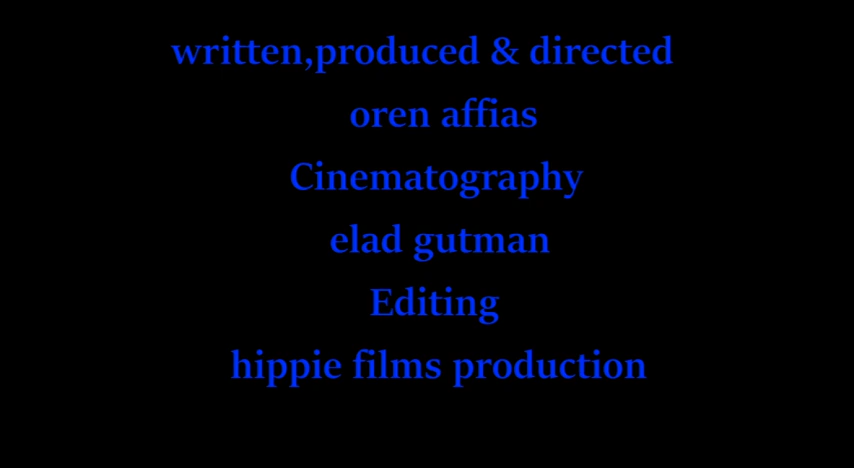 written,produced & directed
oren affias
Cinematography
elad gutman
Editing
hippie films production